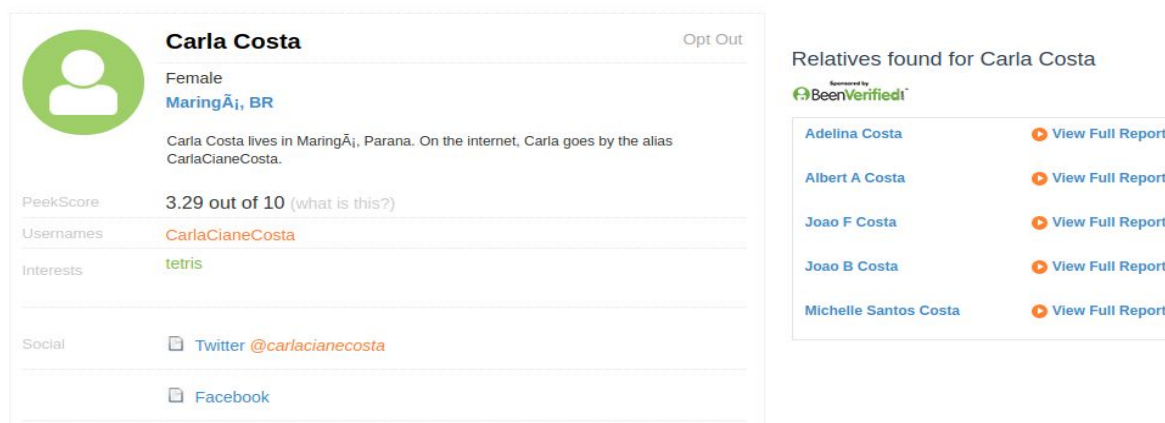 Carla Costa
Opt Out
Female
MaringÃ¡, BR
Carla Costa lives in MaringÃ¡, Parana. On the internet, Carla goes by the alias
CarlaCianeCosta.
PeekScore 3.29 out of 10 (what is this?)
Usernames CarlaCianeCosta
Interests tetris
Social Twitter @carlacianecosta
Facebook
Relatives found for Carla Costa
Sponsored by
BeenVerified!
Adelina Costa View Full Report
Albert A Costa View Full Report
Joao F Costa View Full Report
Joao B Costa View Full Report
Michelle Santos Costa View Full Report